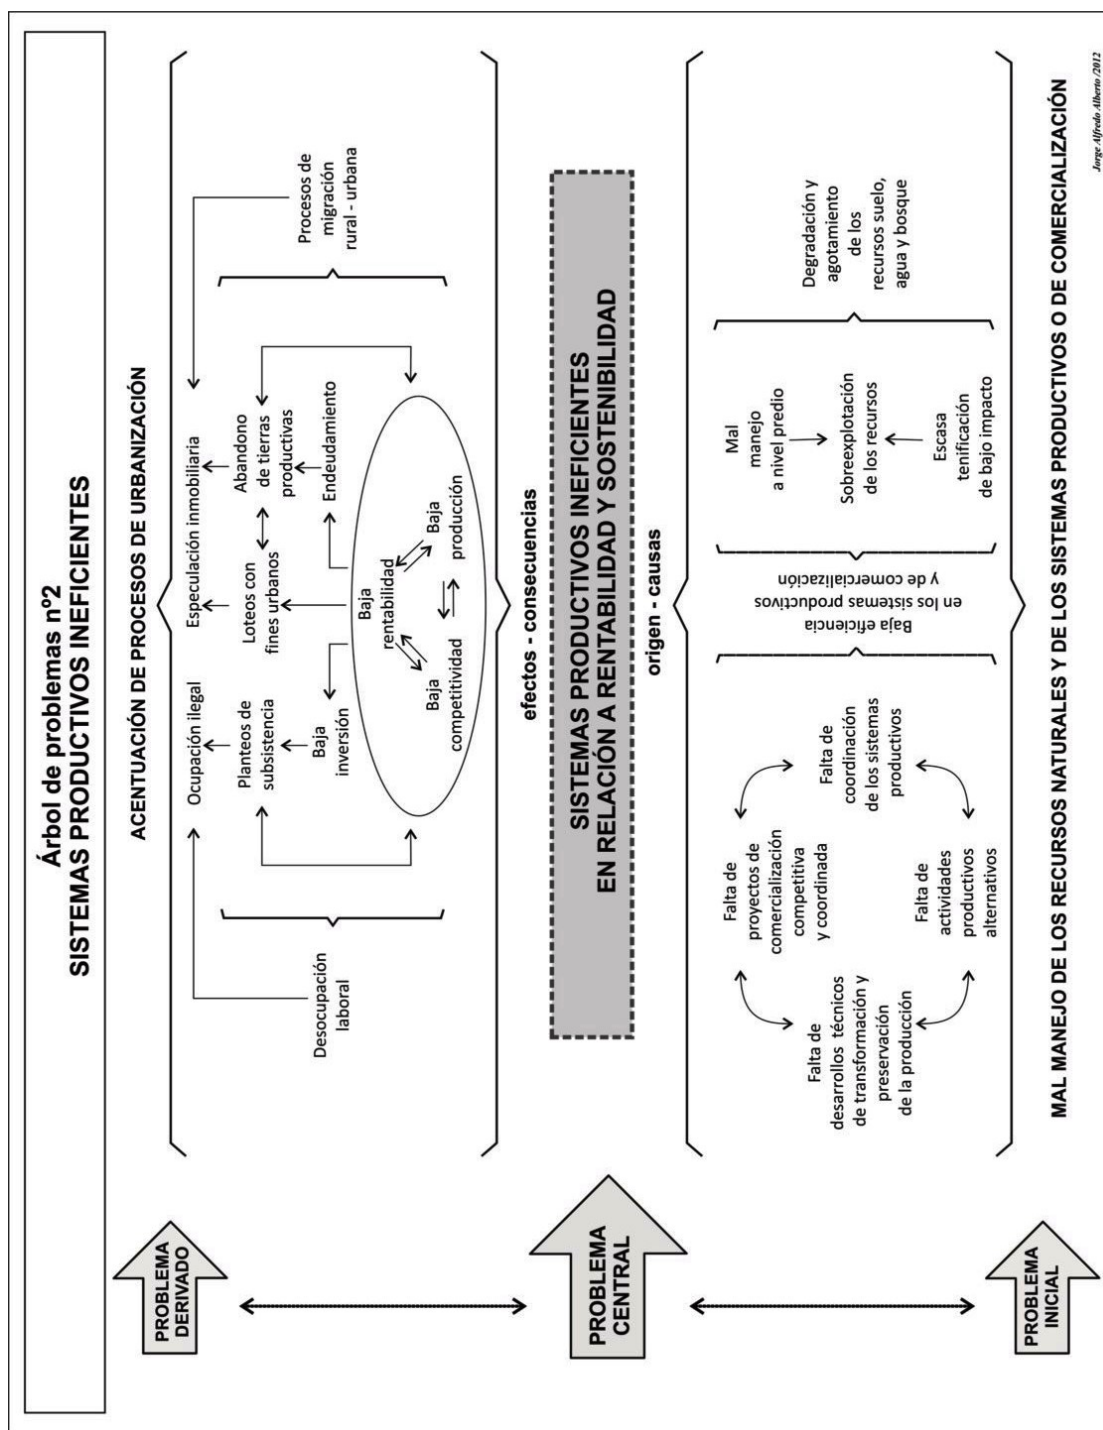 Árbol de problemas nº2
SISTEMAS PRODUCTIVOS INEFICIENTES
PROBLEMA
DERIVADO
ACENTUACIÓN DE PROCESOS DE URBANIZACIÓN
Ocupación ilegal
Especulación inmobiliaria
Desocupación
laboral
Planteos de
subsistencia
Loteos con
fines urbanos
Abandono
de tierras
productivas
Procesos de
migración
rural - urbana
Baja
inversión
Endeudamiento
Baja
rentabilidad
Baja
competitividad
Baja
producción
efectos - consecuencias
PROBLEMA
CENTRAL
SISTEMAS PRODUCTIVOS INEFICIENTES
EN RELACIÓN A RENTABILIDAD Y SOSTENIBILIDAD
origen - causas
Falta de
desarrollos técnicos
de transformación y
preservación
de la producción
Falta de
proyectos de
comercialización
competitiva
y coordinada
Falta de
coordinación
de los sistemas
productivos
Falta de
actividades
productivos
alternativos
Baja eficiencia
en los sistemas productivos
y de comercialización
Mal
manejo
a nivel predio
Sobreexplotación
de los recursos
Escasa
tenificación
de bajo impacto
Degradación y
agotamiento
de los
recursos suelo,
agua y bosque
PROBLEMA
INICIAL
MAL MANEJO DE LOS RECURSOS NATURALES Y DE LOS SISTEMAS PRODUCTIVOS O DE COMERCIALIZACIÓN
Jorge Alfredo Alberto /2012